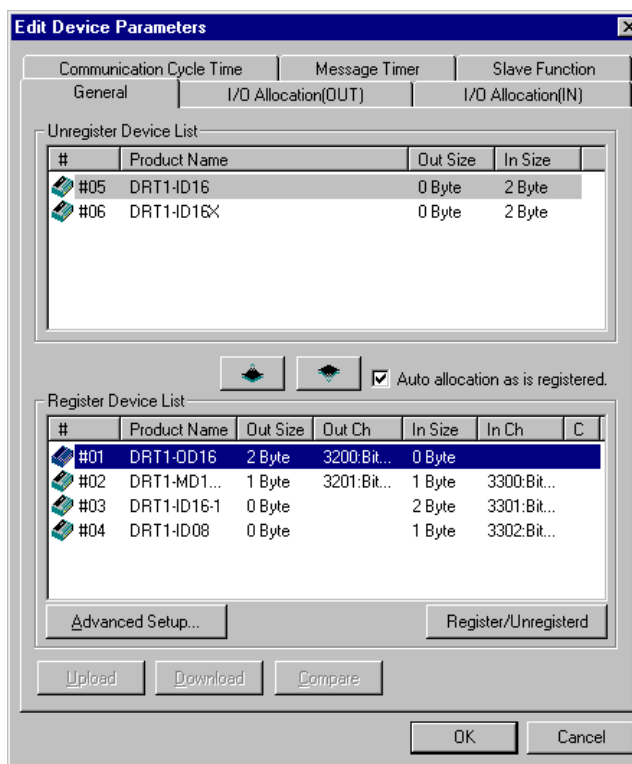 Edit Device Parameters
Communication Cycle Time Message Timer Slave Function
General I/O Allocation(OUT) I/O Allocation(IN)
Unregister Device List
# Product Name Out Size In Size
#05 DRT1-ID16 0 Byte 2 Byte
#06 DRT1-ID16X 0 Byte 2 Byte
Auto allocation as is registered.
Register Device List
# Product Name Out Size Out Ch In Size In Ch C
#01 DRT1-OD16 2 Byte 3200:Bit... 0 Byte
#02 DRT1-MD1... 1 Byte 3201:Bit... 1 Byte 3300:Bit...
#03 DRT1-ID16-1 0 Byte 2 Byte 3301:Bit...
#04 DRT1-ID08 0 Byte 1 Byte 3302:Bit...
Advanced Setup... Register/Unregisterd
Upload Download Compare
OK Cancel